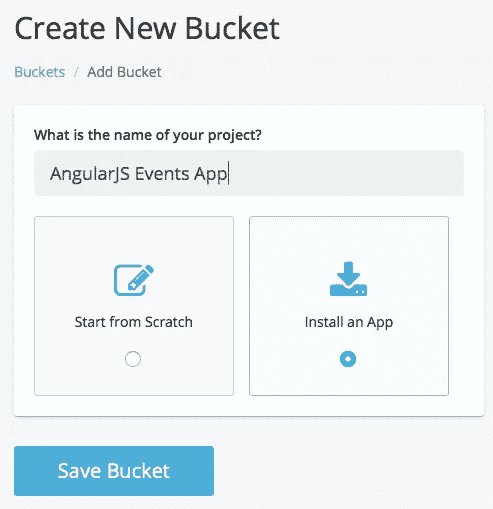 Create New Bucket
Buckets / Add Bucket
What is the name of your project?
AngularJS Events App
Start from Scratch
Install an App
Save Bucket